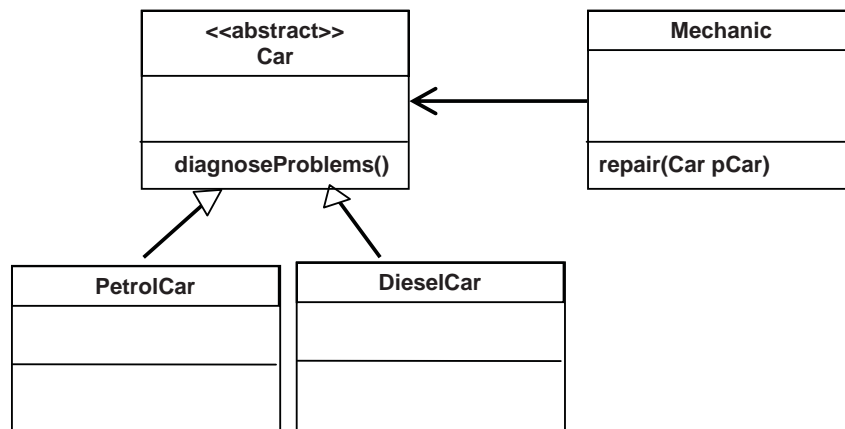 <<abstract>>
Car
diagnoseProblems()
Mechanic
repair(Car pCar)
PetrolCar
DieselCar